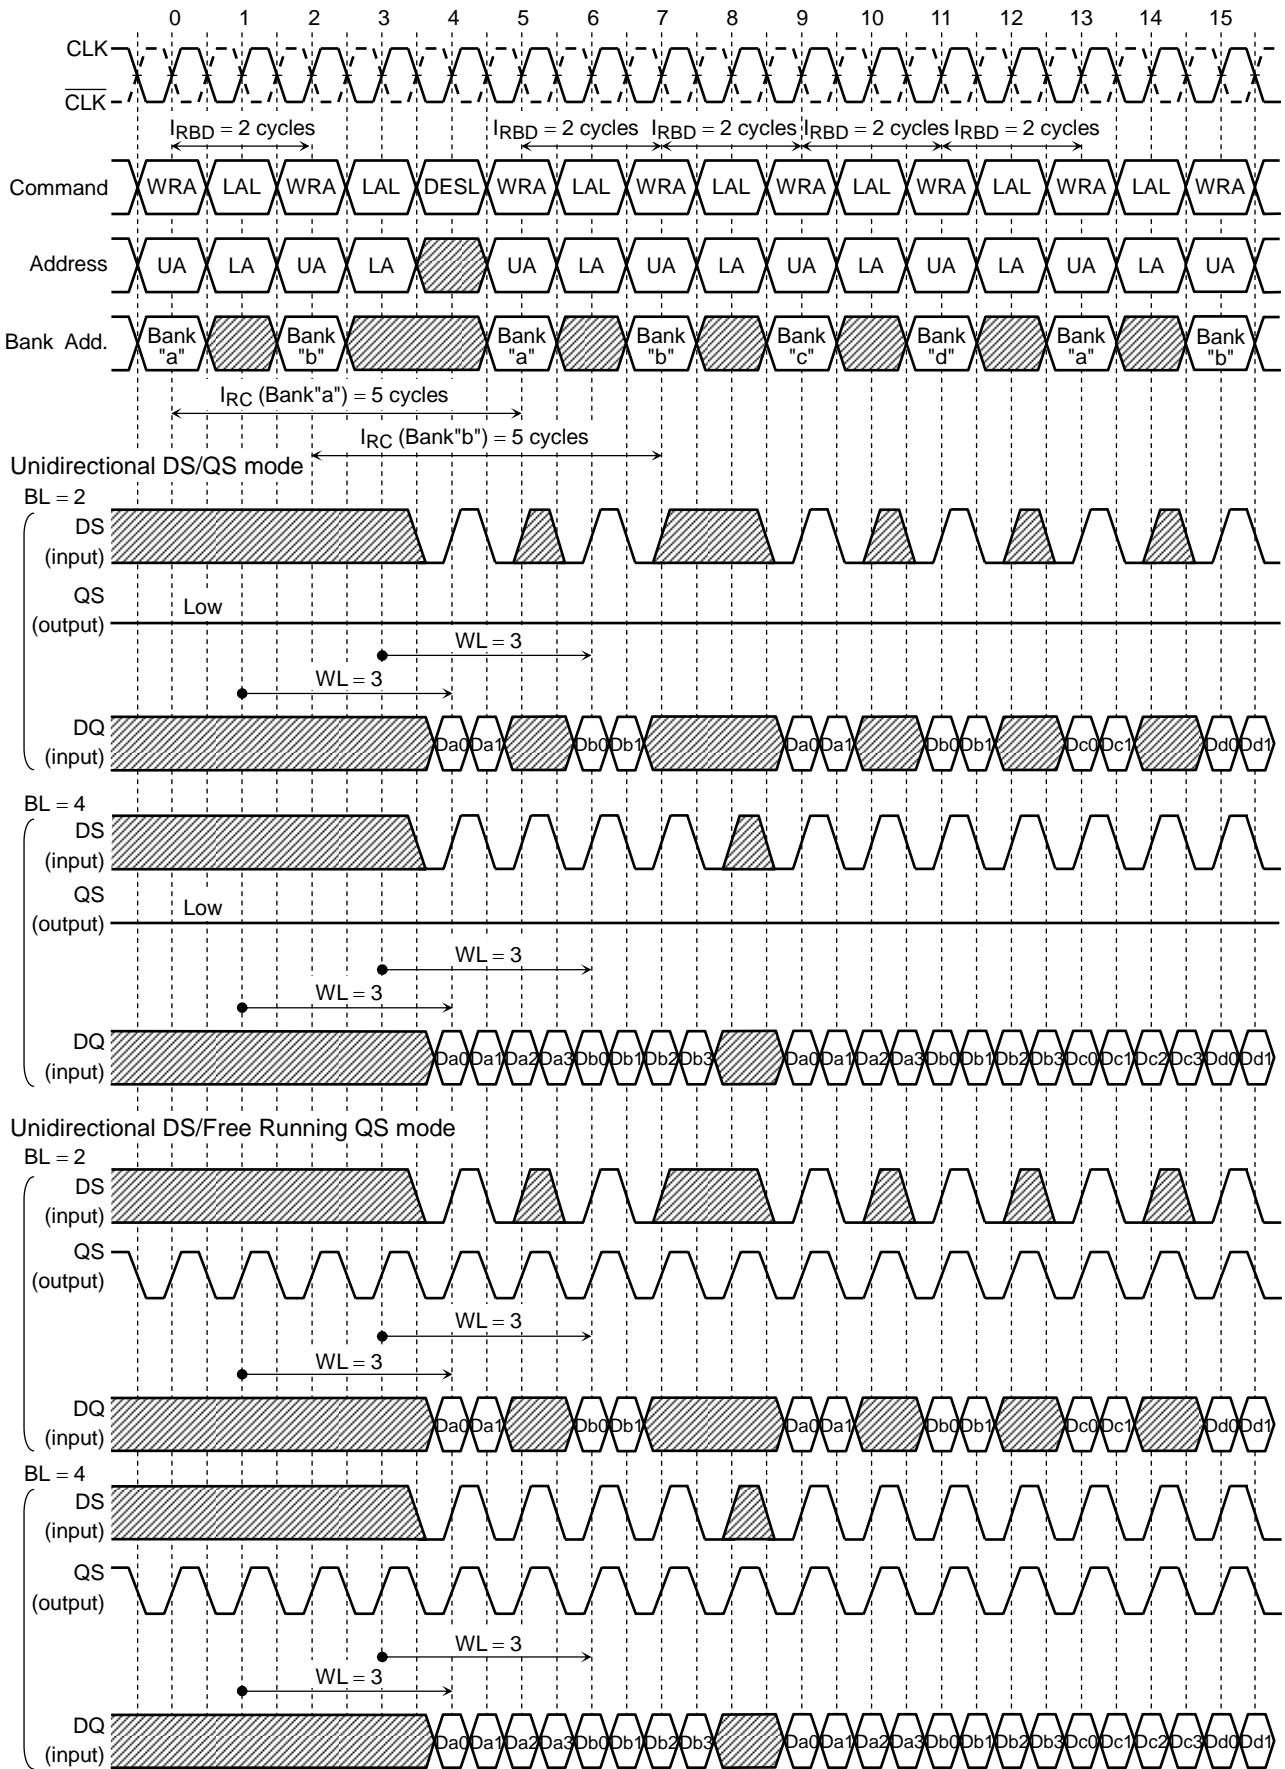 0 1 2 3 4 5 6 7 8 9 10 11 12 13 14 15
CLK
CLK
IRBD = 2 cycles IRBD = 2 cycles IRBD = 2 cycles IRBD = 2 cycles IRBD = 2 cycles
Command WRA LAL WRA LAL DESL WRA LAL WRA LAL WRA LAL WRA LAL WRA LAL WRA
Address UA LA UA LA UA LA UA LA UA LA UA LA UA LA UA
Bank Add. Bank "a" Bank "b" Bank "a" Bank "b" Bank "c" Bank "d" Bank "a" Bank "b"
IRC (Bank"a") = 5 cycles
IRC (Bank"b") = 5 cycles
Unidirectional DS/QS mode
BL = 2
DS
(input)
QS
(output)
Low
WL = 3
WL = 3
DQ
(input)
Da0 Da1 Db0 Db1 Da0 Da1 Db0 Db1 Dc0 Dc1 Dd0 Dd1
BL = 4
DS
(input)
QS
(output)
Low
WL = 3
WL = 3
DQ
(input)
Da0 Da1 Da2 Da3 Db0 Db1 Db2 Db3 Da0 Da1 Da2 Da3 Db0 Db1 Db2 Db3 Dc0 Dc1 Dc2 Dc3 Dd0 Dd1
Unidirectional DS/Free Running QS mode
BL = 2
DS
(input)
QS
(output)
WL = 3
WL = 3
DQ
(input)
Da0 Da1 Db0 Db1 Da0 Da1 Db0 Db1 Dc0 Dc1 Dd0 Dd1
BL = 4
DS
(input)
QS
(output)
WL = 3
WL = 3
DQ
(input)
Da0 Da1 Da2 Da3 Db0 Db1 Db2 Db3 Da0 Da1 Da2 Da3 Db0 Db1 Db2 Db3 Dc0 Dc1 Dc2 Dc3 Dd0 Dd1